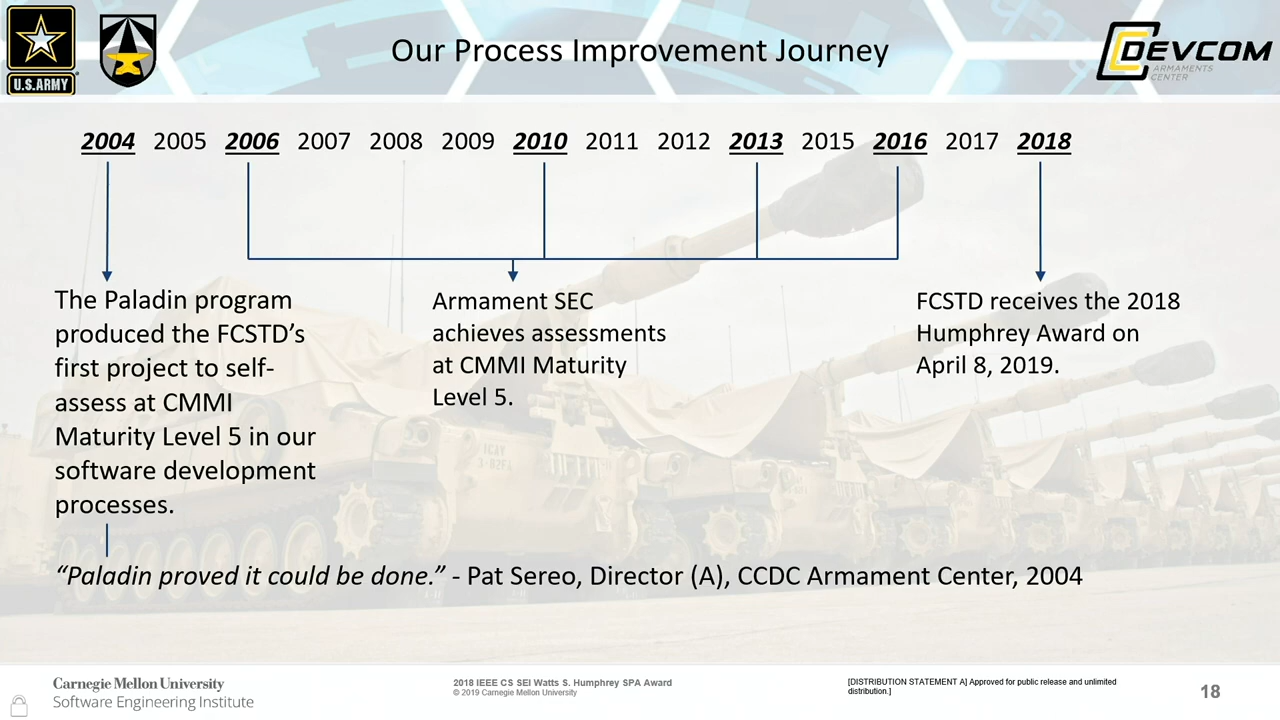 U.S.ARMY
Our Process Improvement Journey
DEVCOM
ARMAMENTS
CENTER
2004 2005 2006 2007 2008 2009 2010 2011 2012 2013 2015 2016 2017 2018
The Paladin program
produced the FCSTD’s
first project to self-
assess at CMMI
Maturity Level 5 in our
software development
processes.
Armament SEC
achieves assessments
at CMMI Maturity
Level 5.
FCSTD receives the 2018
Humphrey Award on
April 8, 2019.
“Paladin proved it could be done.” - Pat Sereo, Director (A), CCDC Armament Center, 2004
Carnegie Mellon University
Software Engineering Institute
2018 IEEE CS SEI Watts S. Humphrey SPA Award
© 2019 Carnegie Mellon University
[DISTRIBUTION STATEMENT A] Approved for public release and unlimited
distribution.]
18